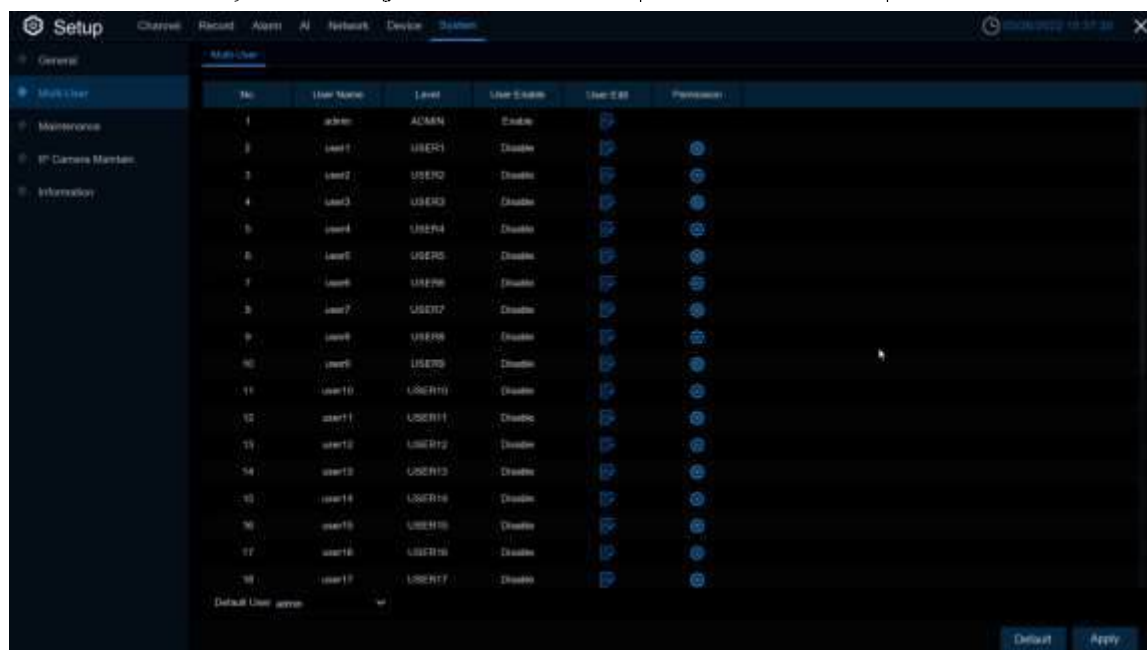 Setup Channel Record Alarm AI Network Device System
General
Multi-User
Multi-User
Maintenance
IP Camera Maintain
Information
No. User Name Level User Enable User Edit Permission
1 admin ADMIN Enable
2 user1 USER1 Disable
3 user2 USER2 Disable
4 user3 USER3 Disable
5 user4 USER4 Disable
6 user5 USER5 Disable
7 user6 USER6 Disable
8 user7 USER7 Disable
9 user8 USER8 Disable
10 user9 USER9 Disable
11 user10 USER10 Disable
12 user11 USER11 Disable
13 user12 USER12 Disable
14 user13 USER13 Disable
15 user14 USER14 Disable
16 user15 USER15 Disable
17 user16 USER16 Disable
18 user17 USER17 Disable
Default User admin
Default Apply